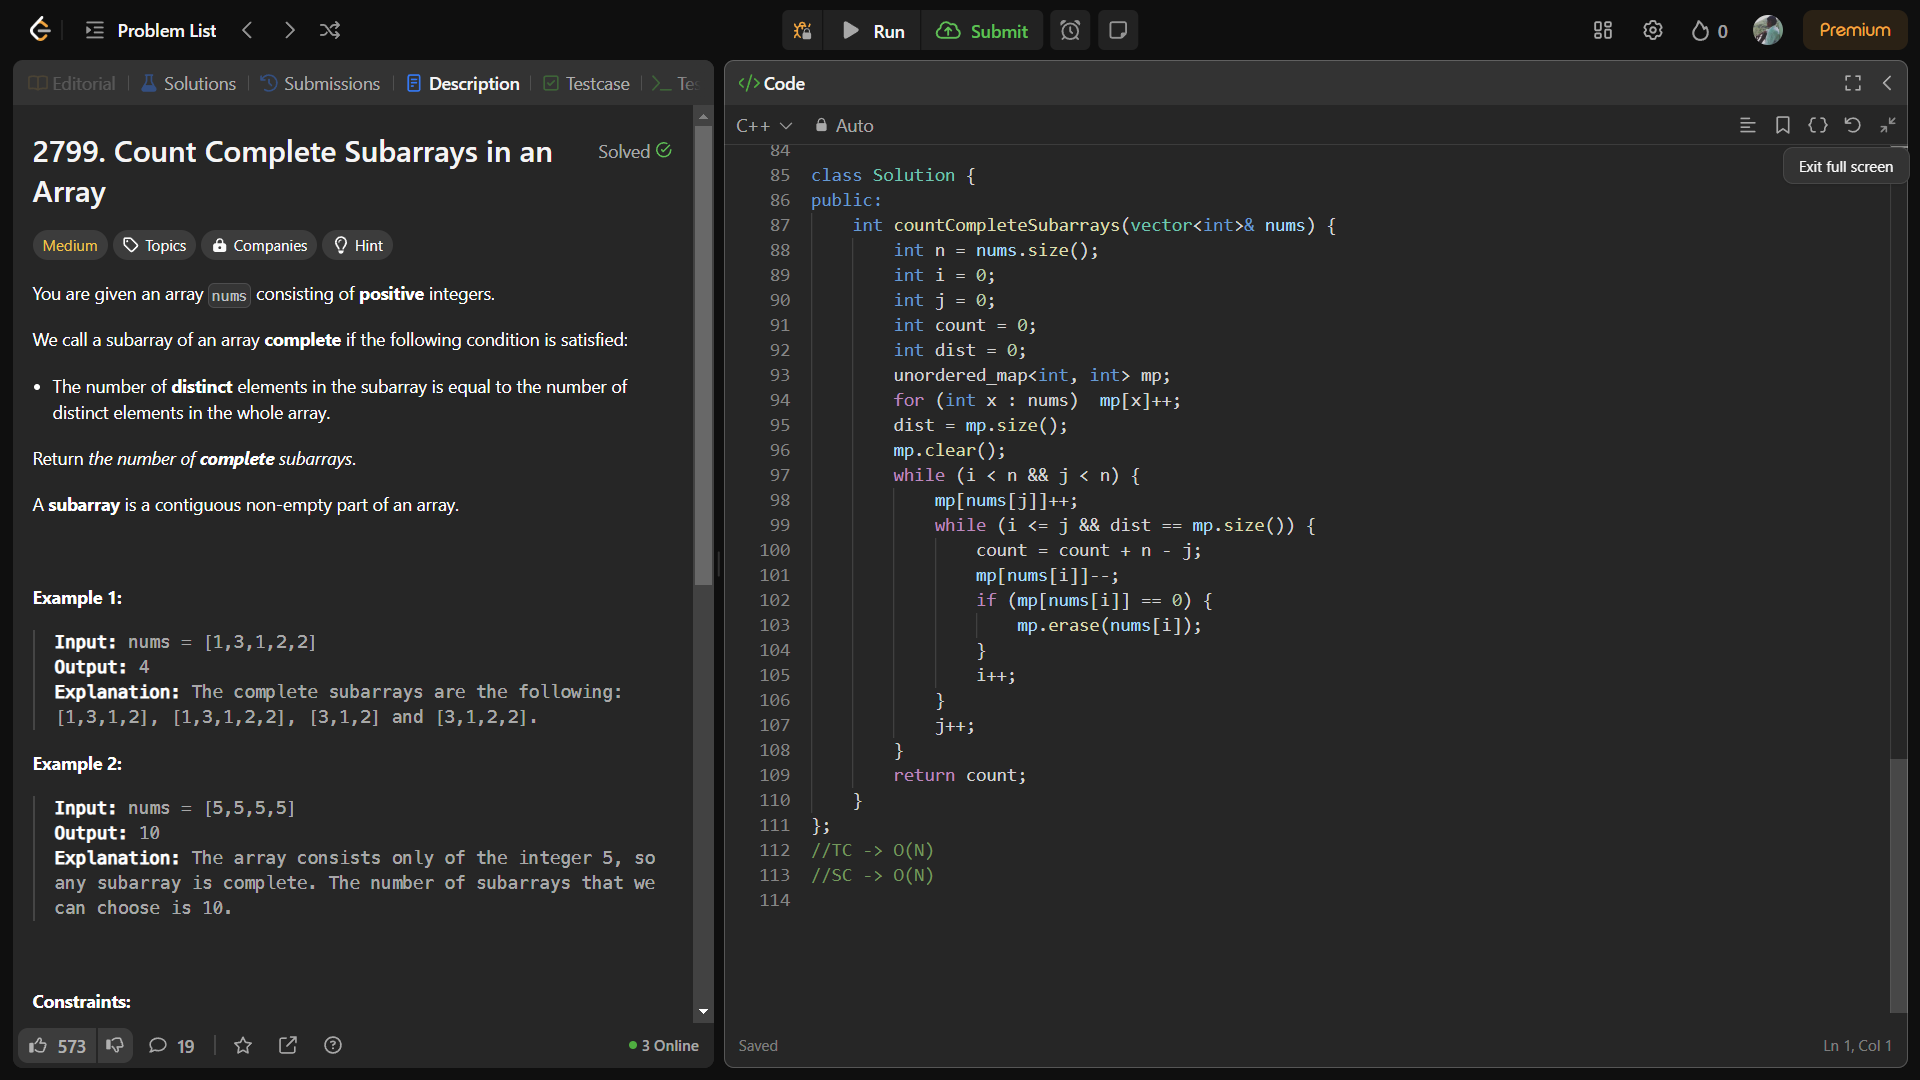 Problem List
Run
Submit
0
Premium
Editorial
Solutions
Submissions
Description
Testcase
2799. Count Complete Subarrays in an
Array
Solved
Medium
Topics
Companies
Hint
You are given an array nums consisting of positive integers.
We call a subarray of an array complete if the following condition is satisfied:
• The number of distinct elements in the subarray is equal to the number of
distinct elements in the whole array.
Return the number of complete subarrays.
A subarray is a contiguous non-empty part of an array.
Example 1:
Input: nums = [1,3,1,2,2]
Output: 4
Explanation: The complete subarrays are the following:
[1,3,1,2], [1,3,1,2,2], [3,1,2] and [3,1,2,2].
Example 2:
Input: nums = [5,5,5,5]
Output: 10
Explanation: The array consists only of the integer 5, so
any subarray is complete. The number of subarrays that we
can choose is 10.
Constraints:
573
19
3 Online
</> Code
C++
Auto
Exit full screen
84
85 class Solution {
86 public:
87 int countCompleteSubarrays(vector<int>& nums) {
88 int n = nums.size();
89 int i = 0;
90 int j = 0;
91 int count = 0;
92 int dist = 0;
93 unordered_map<int, int> mp;
94 for (int x : nums)  mp[x]++;
95 dist = mp.size();
96 mp.clear();
97 while (i < n && j < n) {
98 mp[nums[j]]++;
99 while (i <= j && dist == mp.size()) {
100 count = count + n - j;
101 mp[nums[i]]--;
102 if (mp[nums[i]] == 0) {
103 mp.erase(nums[i]);
104 }
105 i++;
106 }
107 j++;
108 }
109 return count;
110 }
111 };
112 //TC -> O(N)
113 //SC -> O(N)
114
Saved
Ln 1, Col 1